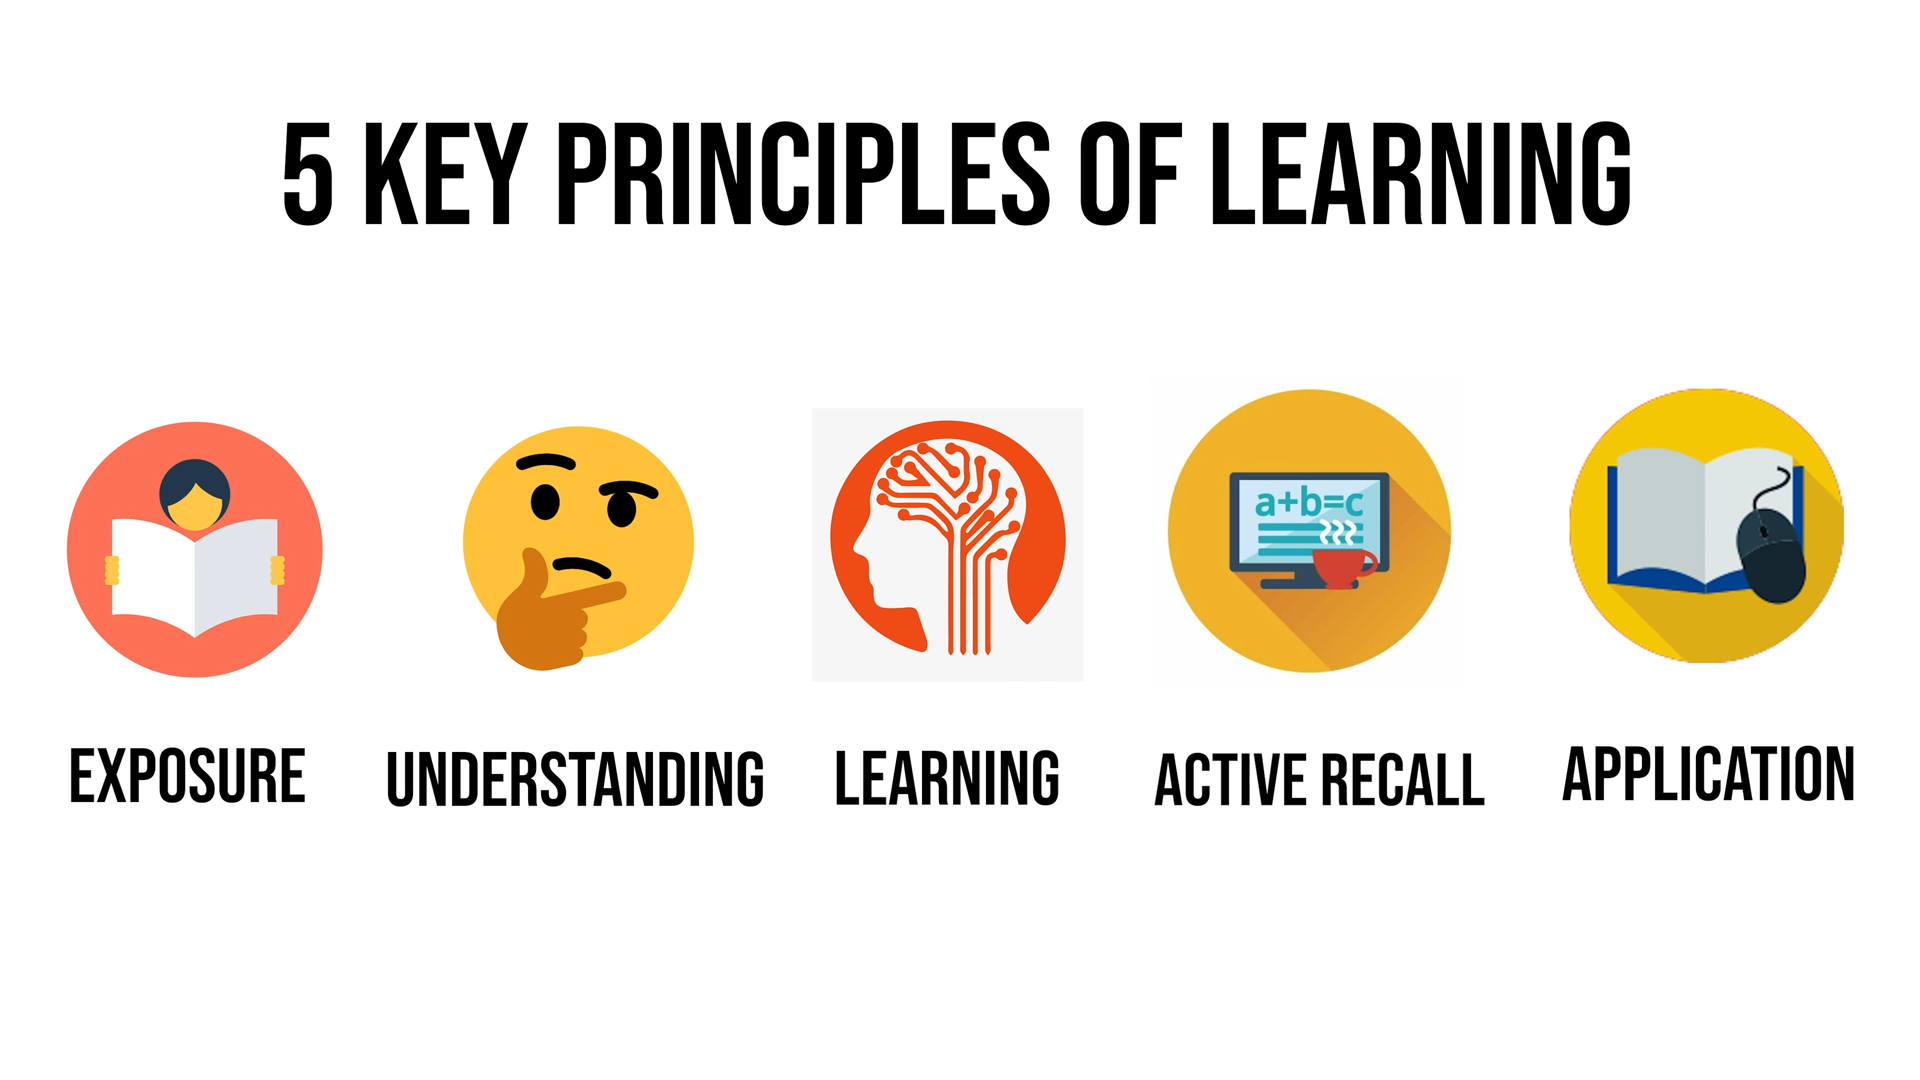 5 KEY PRINCIPLES OF LEARNING
a+b=c
EXPOSURE
UNDERSTANDING
LEARNING
ACTIVE RECALL
APPLICATION